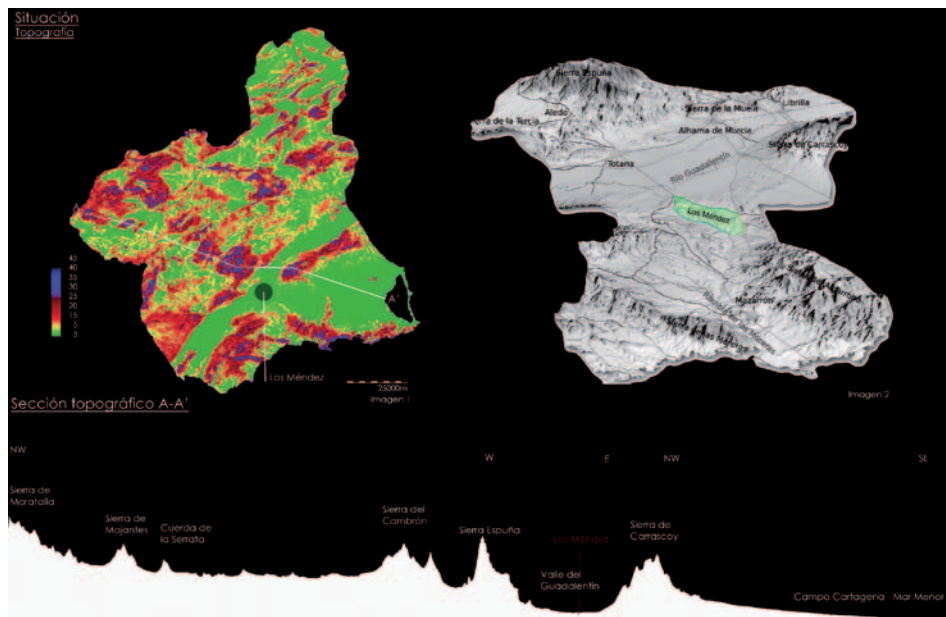 Situación
Topografía
A
45
40
35
30
25
20
15
10
5
3
A'
Los Méndez
25000m
Imagen 1
Sierra Espuña
Aledo
Sierra de la Muela
Librilla
Alhama de Murcia
Totana
Río Guadalentín
Los Méndez
Mazarrón
Imagen 2
Sección topográfico A-A'
NW
W
E
NW
SE
Sierra de
Moratalla
Sierra de
Mojantes
Cuerda de
la Serrata
Sierra del
Cambrón
Sierra Espuña
Los Méndez
Valle del
Guadalentín
Sierra de
Carrascoy
Campo Cartagena - Mar Menor